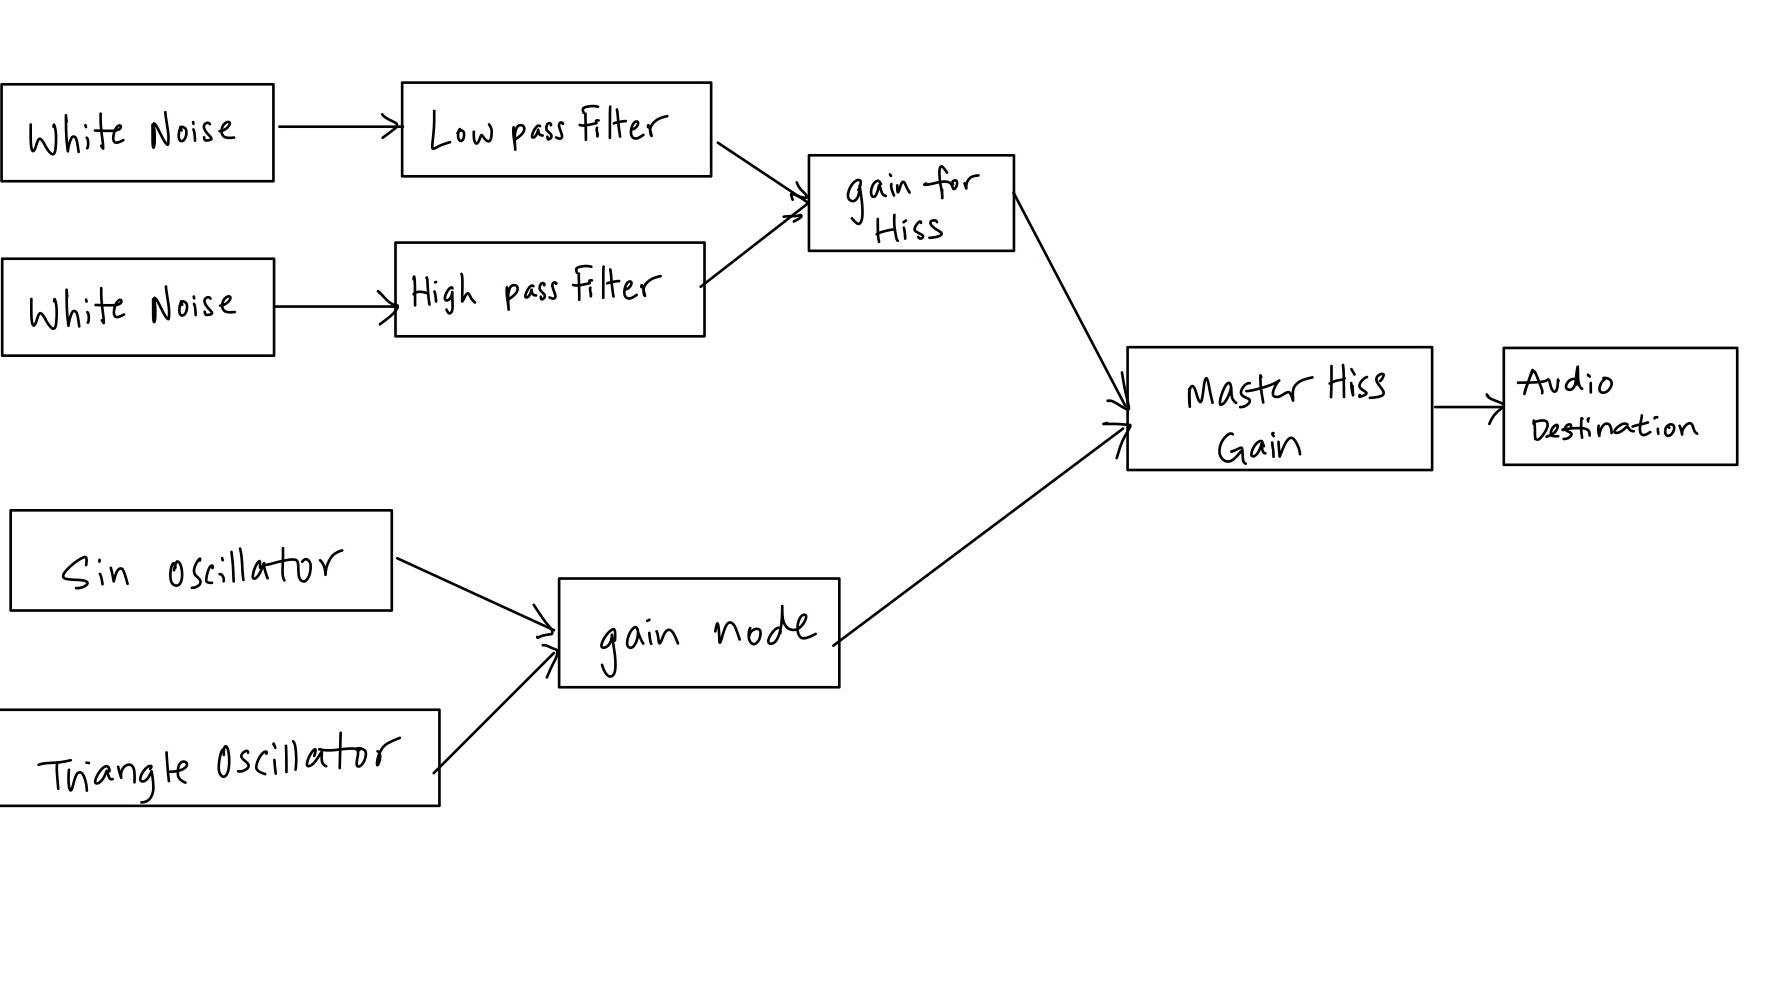 White Noise
Low pass Filter
gain for
Hiss
White Noise
High pass Filter
Master Hiss
Gain
Audio
Destination
Sin oscillator
gain node
Triangle Oscillator